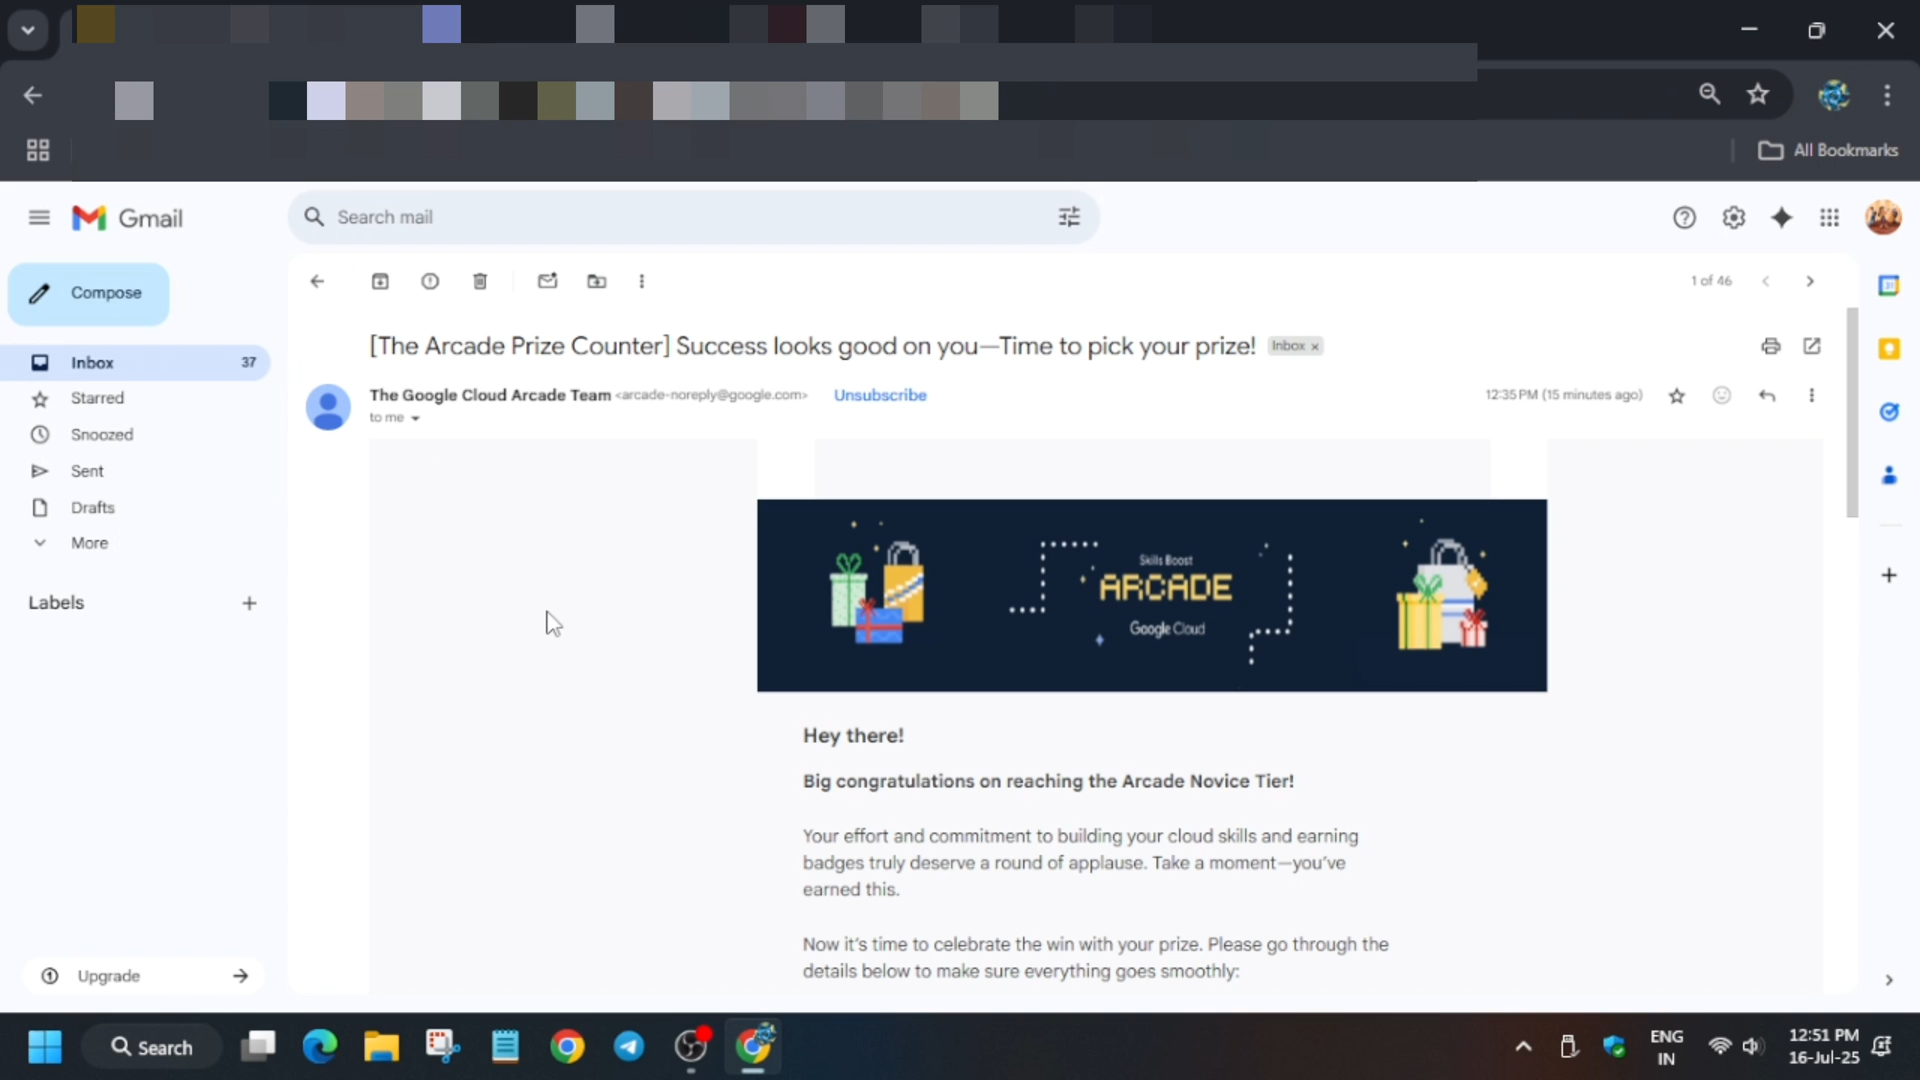 All Bookmarks
Gmail
Search mail
Compose
1 of 46
[The Arcade Prize Counter] Success looks good on you—Time to pick your prize! Inbox x
Inbox 37
The Google Cloud Arcade Team <arcade-noreply@google.com> Unsubscribe 12:35 PM (15 minutes ago)
to me
Starred
Snoozed
Sent
Drafts
More
Labels
Skills Boost
ARCADE
Google Cloud
Hey there!
Big congratulations on reaching the Arcade Novice Tier!
Your effort and commitment to building your cloud skills and earning
badges truly deserve a round of applause. Take a moment—you've
earned this.
Now it's time to celebrate the win with your prize. Please go through the
details below to make sure everything goes smoothly:
Upgrade
Search
ENG
IN
12:51 PM
16-Jul-25